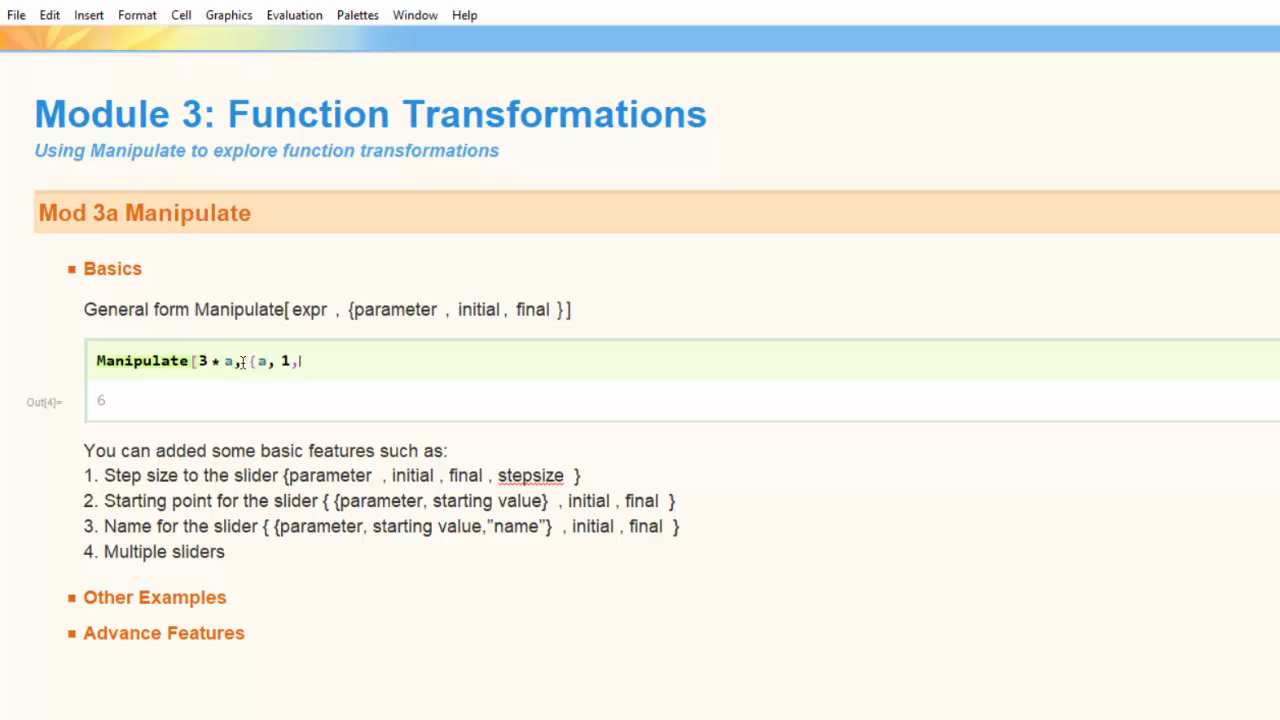 File Edit Insert Format Cell Graphics Evaluation Palettes Window Help
Module 3: Function Transformations
Using Manipulate to explore function transformations
Mod 3a Manipulate
Basics
General form Manipulate[ expr , {parameter , initial , final } ]
Manipulate[3 * a, {a, 1,
Out[4]= 6
You can added some basic features such as:
1. Step size to the slider {parameter , initial , final , stepsize }
2. Starting point for the slider { {parameter, starting value} , initial , final }
3. Name for the slider { {parameter, starting value,"name"} , initial , final }
4. Multiple sliders
Other Examples
Advance Features